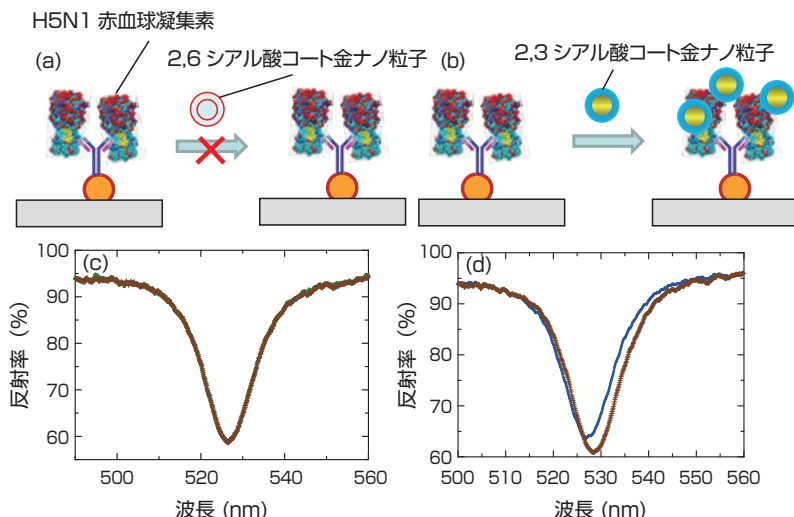 H5N1 赤血球凝集素
(a)
2,6 シアル酸コート金ナノ粒子
(b)
2,3 シアル酸コート金ナノ粒子
100
90
80
70
60
反射率 (%)
(c)
500
520
540
560
波長 (nm)
100
90
80
70
60
反射率 (%)
(d)
500
510
520
530
540
550
560
波長 (nm)